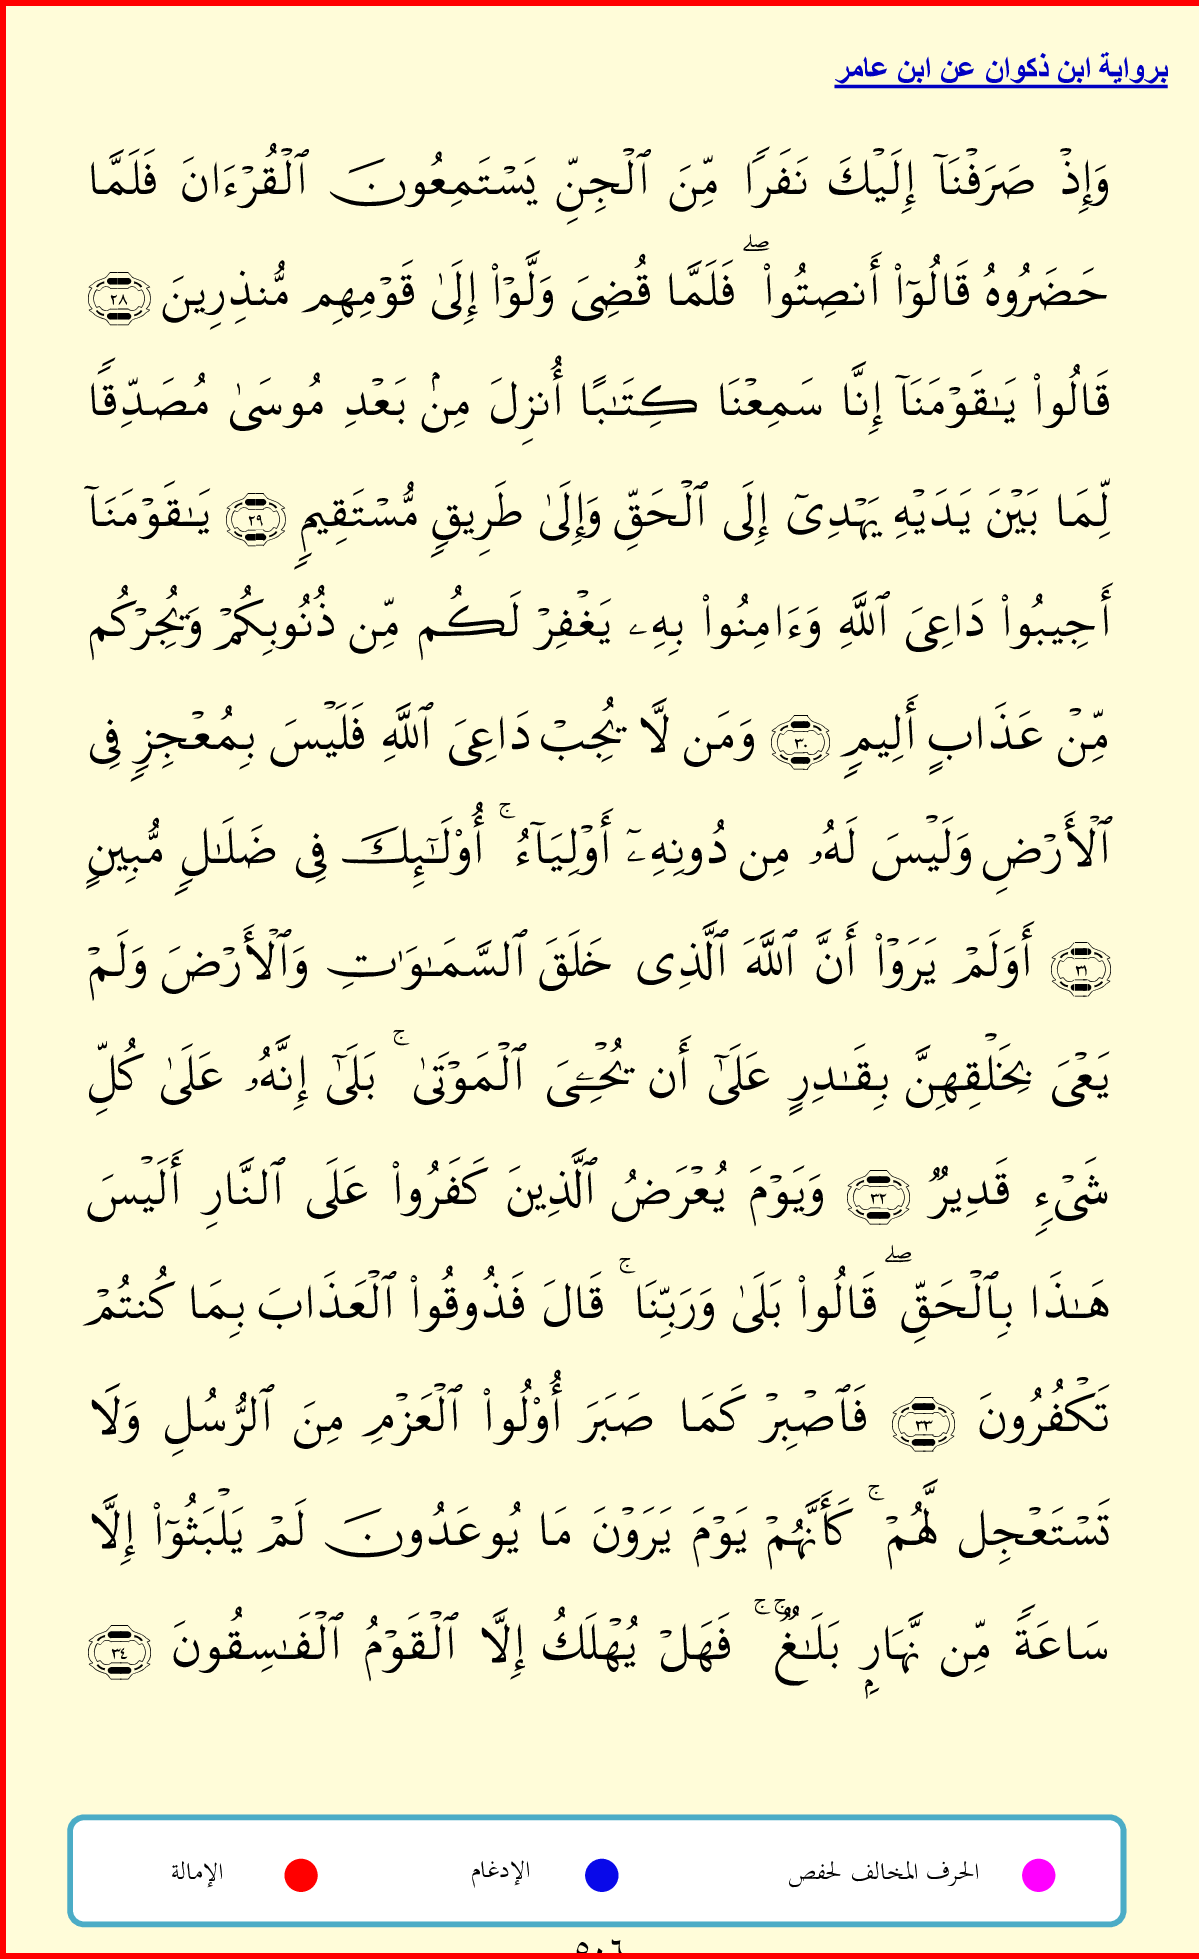 برواية ابن ذكوان عن ابن عامر
وَإِذۡ صَرَفۡنَآ إِلَيۡكَ نَفَرٗا مِّنَ ٱلۡجِنِّ يَسۡتَمِعُونَ ٱلۡقُرۡءَانَ فَلَمَّا
حَضَرُوهُ قَالُوٓاْ أَنصِتُواْۖ فَلَمَّا قُضِيَ وَلَّوۡاْ إِلَىٰ قَوۡمِهِم مُّنذِرِينَ ٢٨
قَالُواْ يَٰقَوۡمَنَآ إِنَّا سَمِعۡنَا كِتَٰبًا أُنزِلَ مِنۢ بَعۡدِ مُوسَىٰ مُصَدِّقٗا
لِّمَا بَيۡنَ يَدَيۡهِ يَهۡدِيٓ إِلَى ٱلۡحَقِّ وَإِلَىٰ طَرِيقٖ مُّسۡتَقِيمٖ ٢٩ يَٰقَوۡمَنَآ
أَجِيبُواْ دَاعِيَ ٱللَّهِ وَءَامِنُواْ بِهِۦ يَغۡفِرۡ لَكُم مِّن ذُنُوبِكُمۡ وَيُجِرۡكُم
مِّنۡ عَذَابٍ أَلِيمٖ ٣٠ وَمَن لَّا يُجِبۡ دَاعِيَ ٱللَّهِ فَلَيۡسَ بِمُعۡجِزٖ فِي
ٱلۡأَرۡضِ وَلَيۡسَ لَهُۥ مِن دُونِهِۦٓ أَوۡلِيَآءُۚ أُوْلَٰٓئِكَ فِي ضَلَٰلٖ مُّبِينٍ
٣١ أَوَلَمۡ يَرَوۡاْ أَنَّ ٱللَّهَ ٱلَّذِي خَلَقَ ٱلسَّمَٰوَٰتِ وَٱلۡأَرۡضَ وَلَمۡ
يَعۡيَ بِخَلۡقِهِنَّ بِقَٰدِرٍ عَلَىٰٓ أَن يُحۡـِۧيَ ٱلۡمَوۡتَىٰۚ بَلَىٰٓ إِنَّهُۥ عَلَىٰ كُلِّ
شَيۡءٖ قَدِيرٞ ٣٢ وَيَوۡمَ يُعۡرَضُ ٱلَّذِينَ كَفَرُواْ عَلَى ٱلنَّارِ أَلَيۡسَ
هَٰذَا بِٱلۡحَقِّۖ قَالُواْ بَلَىٰ وَرَبِّنَاۚ قَالَ فَذُوقُواْ ٱلۡعَذَابَ بِمَا كُنتُمۡ
تَكۡفُرُونَ ٣٣ فَٱصۡبِرۡ كَمَا صَبَرَ أُوْلُواْ ٱلۡعَزۡمِ مِنَ ٱلرُّسُلِ وَلَا
تَسۡتَعۡجِل لَّهُمۡۚ كَأَنَّهُمۡ يَوۡمَ يَرَوۡنَ مَا يُوعَدُونَ لَمۡ يَلۡبَثُوٓاْ إِلَّا
سَاعَةٗ مِّن نَّهَارِۭ بَلَٰغٞۚۚ فَهَلۡ يُهۡلَكُ إِلَّا ٱلۡقَوۡمُ ٱلۡفَٰسِقُونَ ٣٤
الحرف المخالف لحفص الإدغام الإمالة
٥٠٦